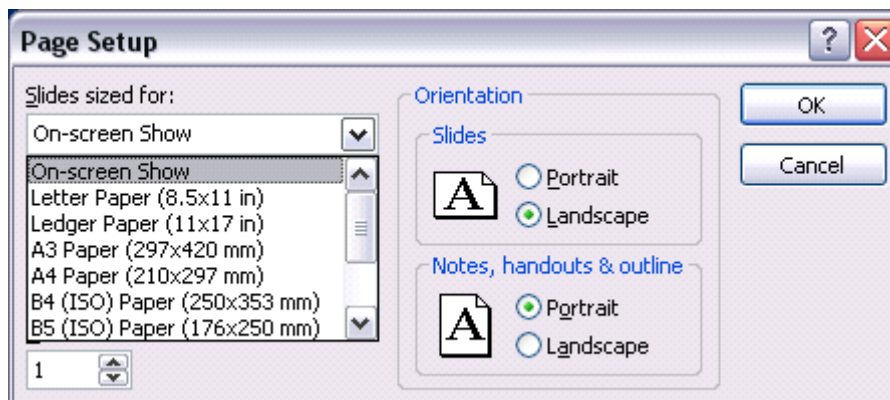 Page Setup
Slides sized for:
On-screen Show
On-screen Show
Letter Paper (8.5x11 in)
Ledger Paper (11x17 in)
A3 Paper (297x420 mm)
A4 Paper (210x297 mm)
B4 (ISO) Paper (250x353 mm)
B5 (ISO) Paper (176x250 mm)
1
Orientation
Slides
A
Portrait
Landscape
Notes, handouts & outline
A
Portrait
Landscape
OK
Cancel